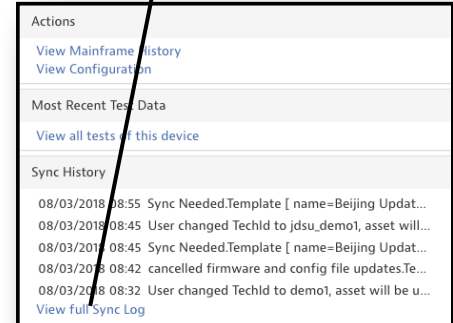 Actions
View Mainframe History
View Configuration
Most Recent Test Data
View all tests of this device
Sync History
08/03/2018 08:55 Sync Needed.Template [ name=Beijing Updat...
08/03/2018 08:45 User changed TechId to jdsu_demo1, asset will...
08/03/2018 08:45 Sync Needed.Template [ name=Beijing Updat...
08/03/2018 08:42 cancelled firmware and config file updates.Te...
08/03/2018 08:32 User changed TechId to demo1, asset will be u...
View full Sync Log